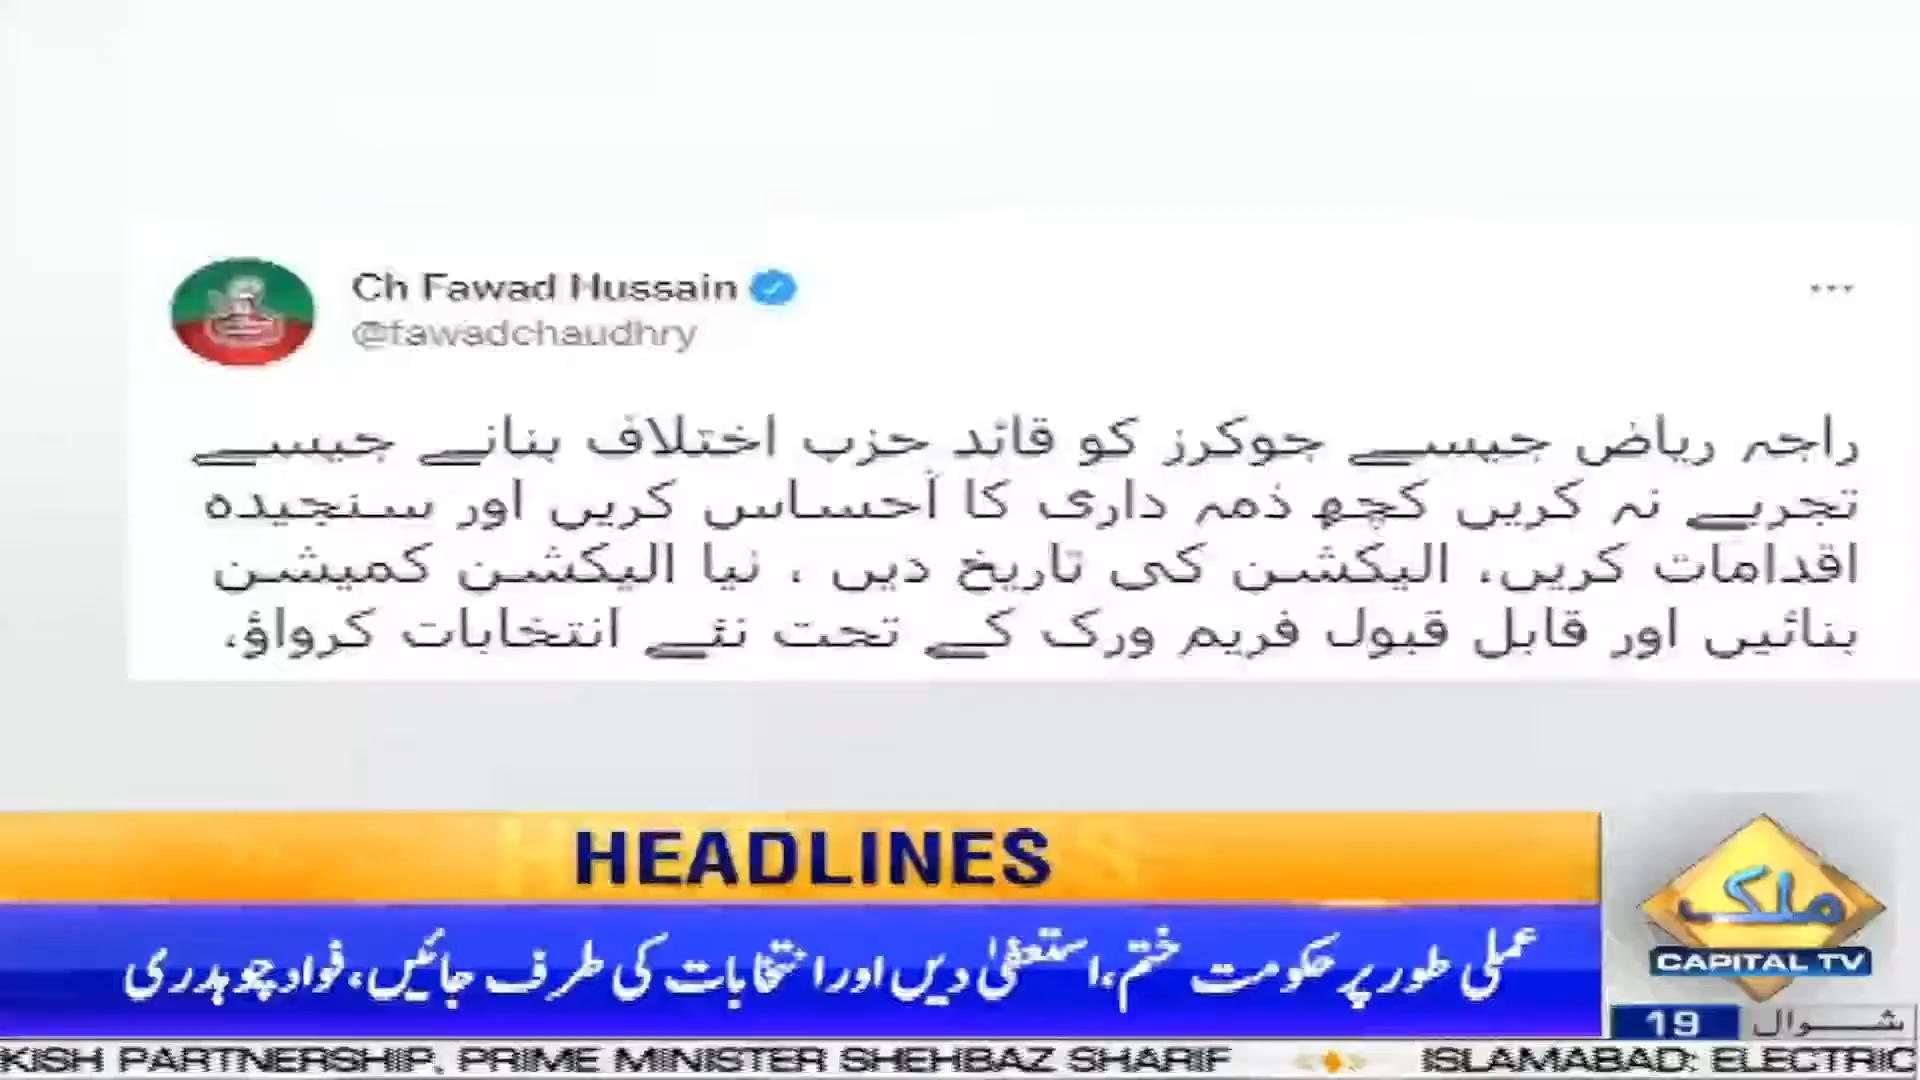 Ch Fawad Hussain
@fawadchaudhry
راجہ ریاض جیسے جوکرز کو قائد حزب اختلاف بنانے جیسے
تجربے نہ کریں کچھ ذمہ داری کا اَحساس کریں اور سنجیدہ
اقدامات کریں، الیکشن کی تاریخ دیں ، نیا الیکشن کمیشن
بنائیں اور قابل قبول فریم ورک کے تحت نئے انتخابات کرواؤ،
HEADLINES
عملی طور پر حکومت ختم،استعفیٰ دیں اور انتخابات کی طرف جائیں،فواد چوہدری
ملک
CAPITAL TV
19 شوال
KISH PARTNERSHIP, PRIME MINISTER SHEHBAZ SHARIF ISLAMABAD: ELECTRIC